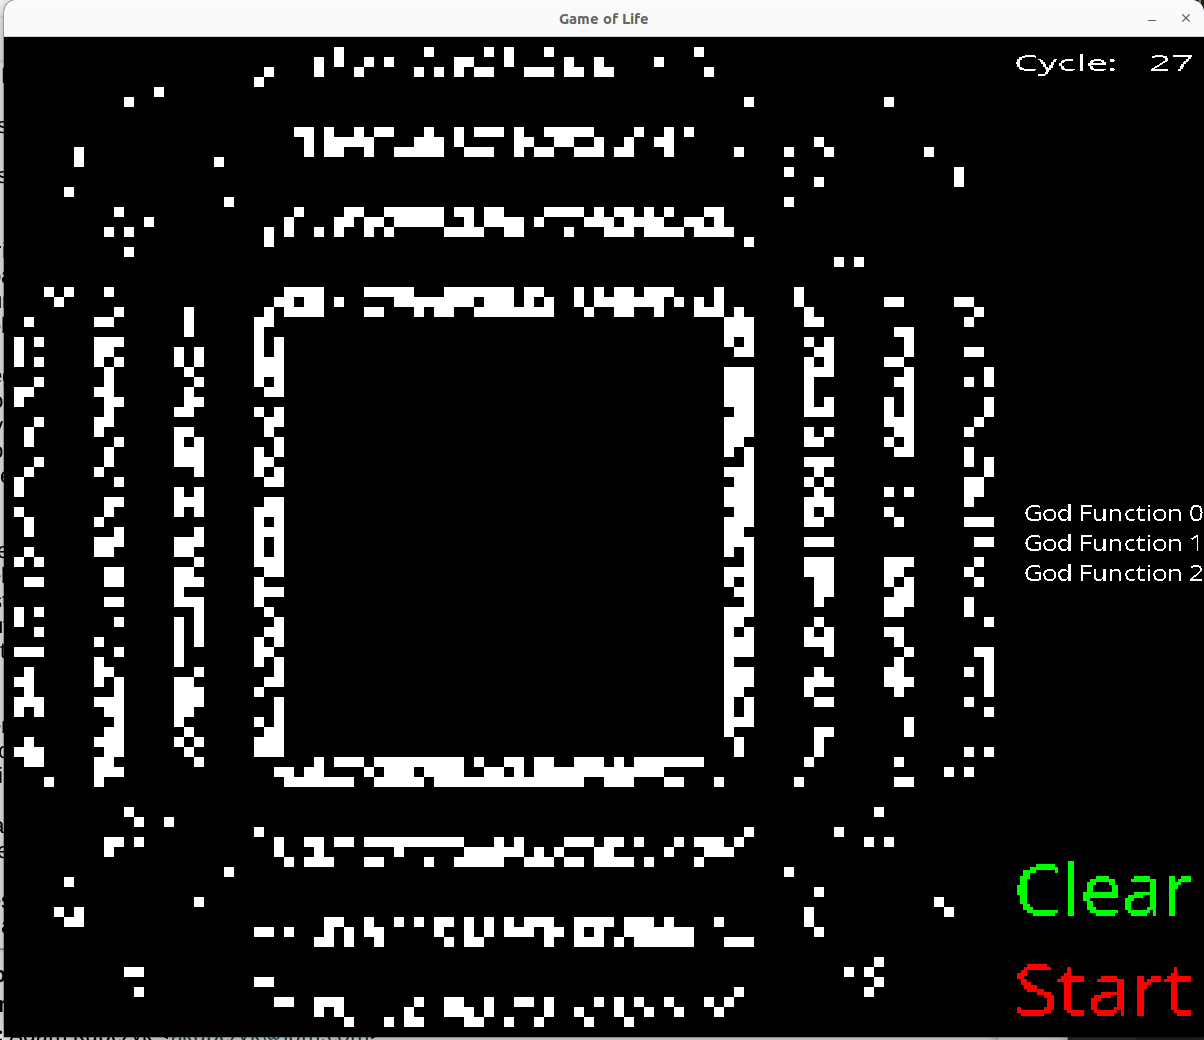 Game of Life
Cycle: 27
God Function 0
God Function 1
God Function 2
Clear
Start